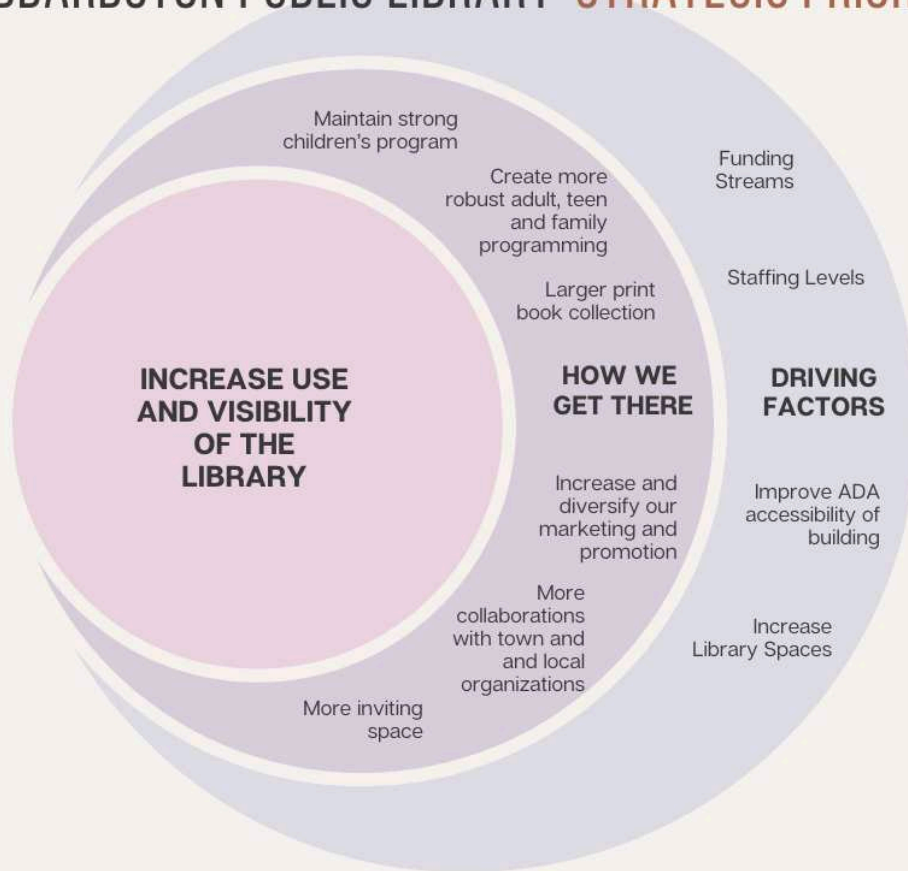 PUBLIC LIBRARY
Maintain strong
children's program
Create more
robust adult, teen
and family
programming
Larger print
book collection
HOW WE
GET THERE
Increase and
diversify our
marketing and
promotion
More
collaborations
with town and
and local
organizations
More inviting
space
INCREASE USE
AND VISIBILITY
OF THE
LIBRARY
Funding
Streams
Staffing Levels
DRIVING
FACTORS
Improve ADA
accessibility of
building
Increase
Library Spaces